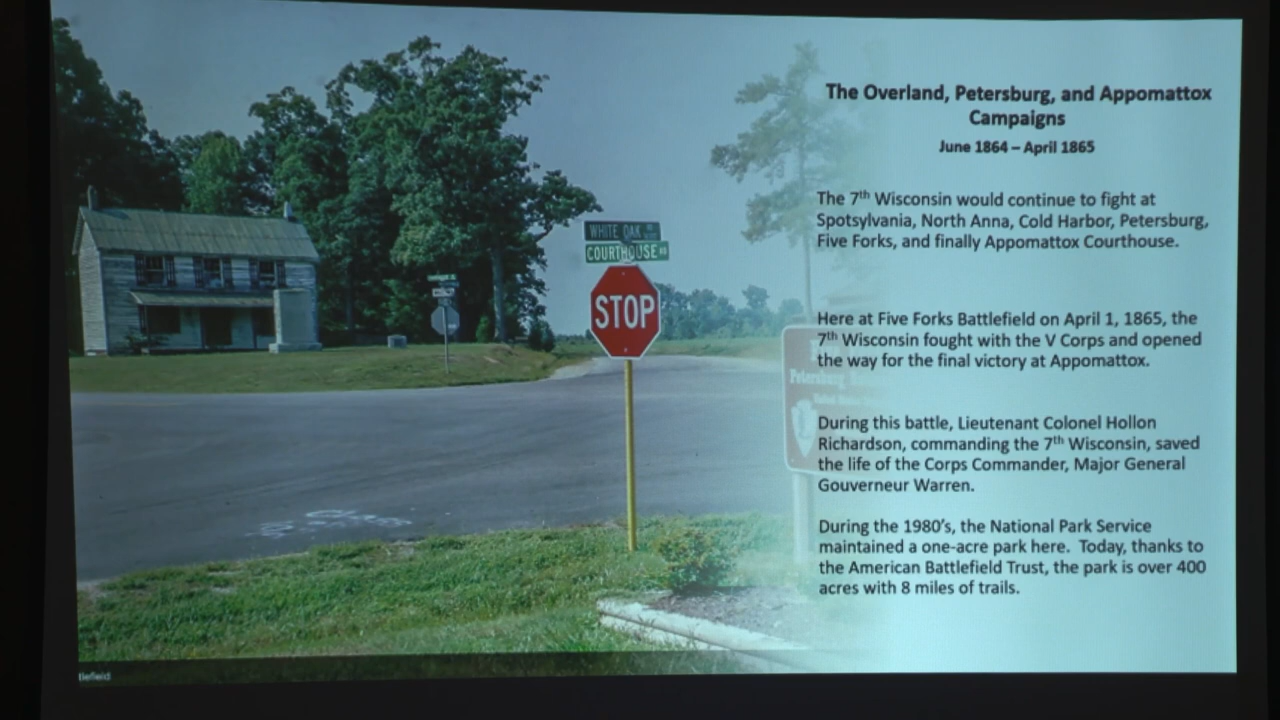 WHITE OAK
COURTHOUSE RD
STOP
Petersburg
The Overland, Petersburg, and Appomattox
Campaigns
June 1864 – April 1865
The 7th Wisconsin would continue to fight at
Spotsylvania, North Anna, Cold Harbor, Petersburg,
Five Forks, and finally Appomattox Courthouse.
Here at Five Forks Battlefield on April 1, 1865, the
7th Wisconsin fought with the V Corps and opened
the way for the final victory at Appomattox.
During this battle, Lieutenant Colonel Hollon
Richardson, commanding the 7th Wisconsin, saved
the life of the Corps Commander, Major General
Gouverneur Warren.
During the 1980's, the National Park Service
maintained a one-acre park here. Today, thanks to
the American Battlefield Trust, the park is over 400
acres with 8 miles of trails.
tlefield